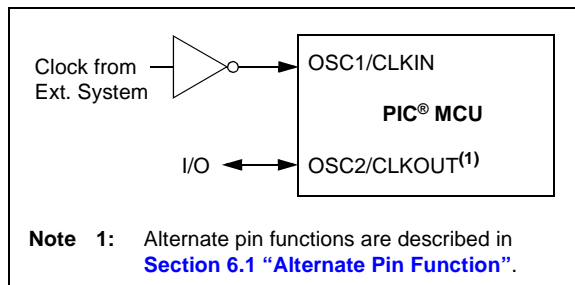 Clock from
Ext. System
OSC1/CLKIN
PIC® MCU
I/O
OSC2/CLKOUT(1)
Note 1: Alternate pin functions are described in
Section 6.1 “Alternate Pin Function”.